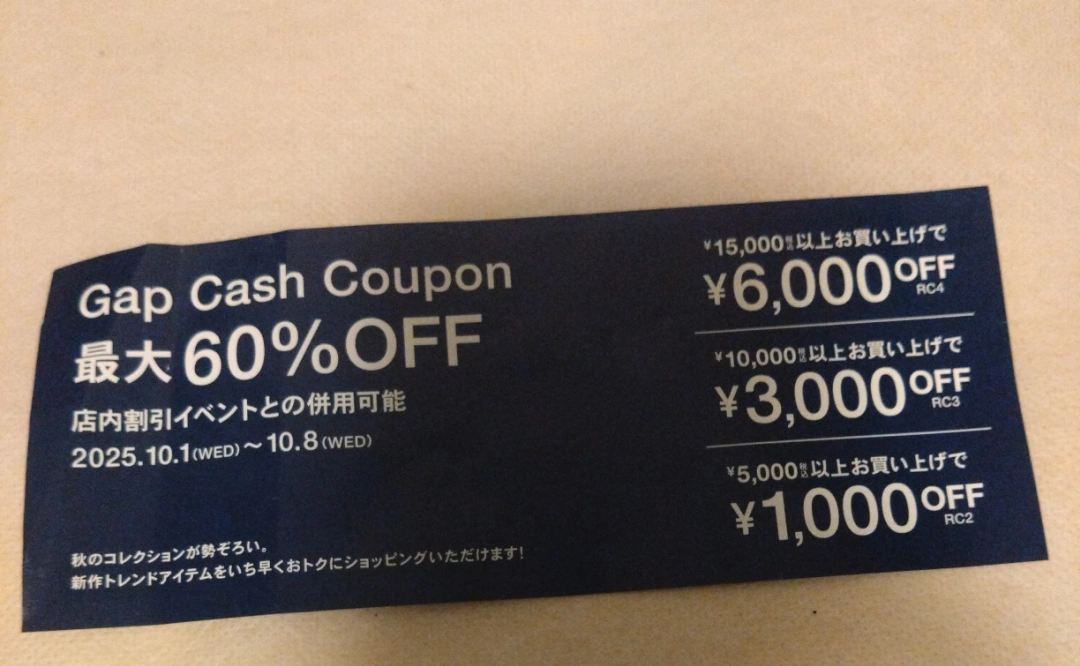 Gap Cash Coupon
最大60%OFF
店内割引イベントとの併用可能
2025.10.1(WED)~10.8(WED)
秋のコレクションが勢ぞろい。
新作トレンドアイテムをいち早くおトクにショッピングいただけます!
¥15,000税込以上お買い上げで
¥6,000OFF
RC4
¥10,000税込以上お買い上げで
¥3,000OFF
RC3
¥5,000税込以上お買い上げで
¥1,000OFF
RC2